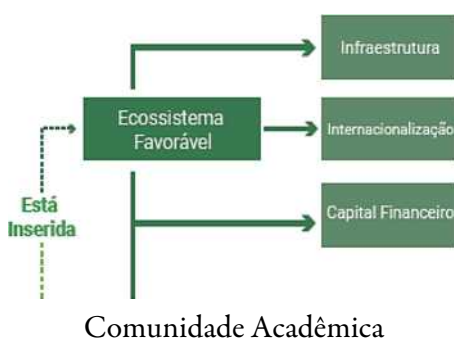 Infraestrutura
Ecossistema
Favorável
Internacionalização
Está
Inserida
Capital Financeiro
Comunidade Acadêmica